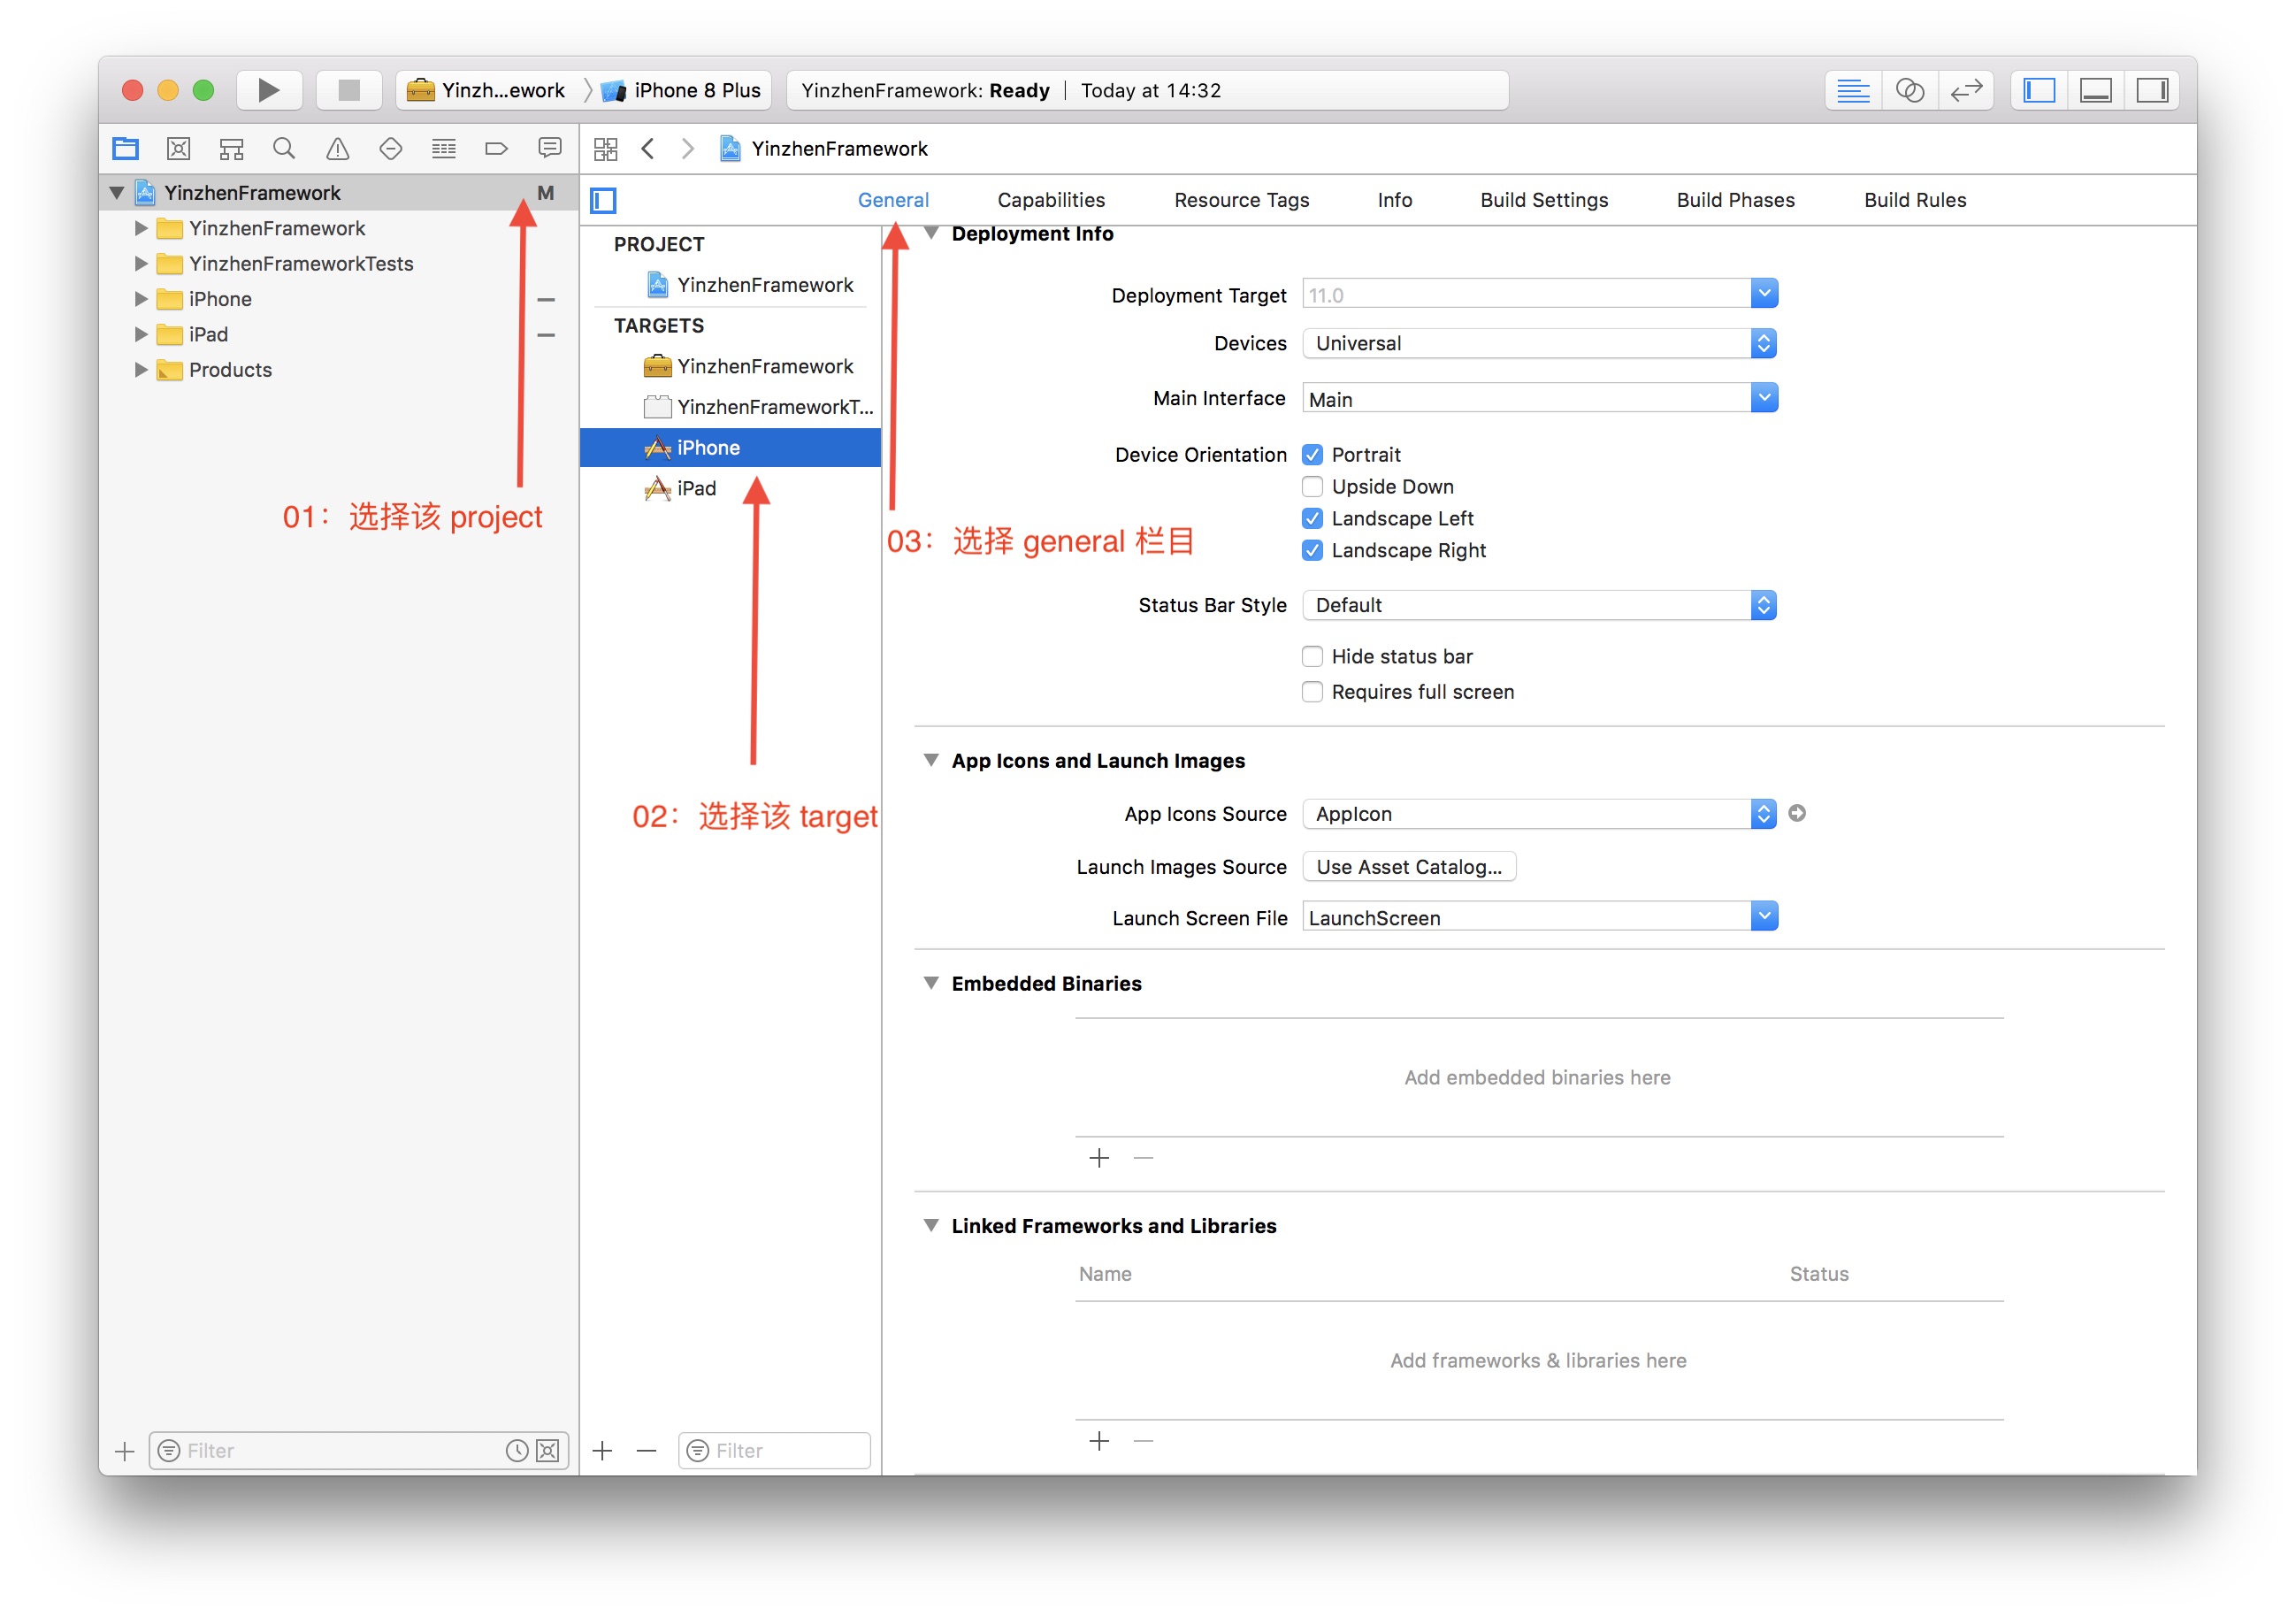 Yinzh...ework
iPhone 8 Plus
YinzhenFramework: Ready | Today at 14:32
YinzhenFramework
YinzhenFramework M
YinzhenFramework
YinzhenFrameworkTests
iPhone
iPad
Products
01：选择该 project
Filter
General Capabilities Resource Tags Info Build Settings Build Phases Build Rules
PROJECT
YinzhenFramework
TARGETS
YinzhenFramework
YinzhenFrameworkT...
iPhone
iPad
02：选择该 target
Filter
03：选择 general 栏目
Deployment Info
Deployment Target 11.0
Devices Universal
Main Interface Main
Device Orientation Portrait
Upside Down
Landscape Left
Landscape Right
Status Bar Style Default
Hide status bar
Requires full screen
App Icons and Launch Images
App Icons Source AppIcon
Launch Images Source Use Asset Catalog...
Launch Screen File LaunchScreen
Embedded Binaries
Add embedded binaries here
Linked Frameworks and Libraries
Name Status
Add frameworks & libraries here